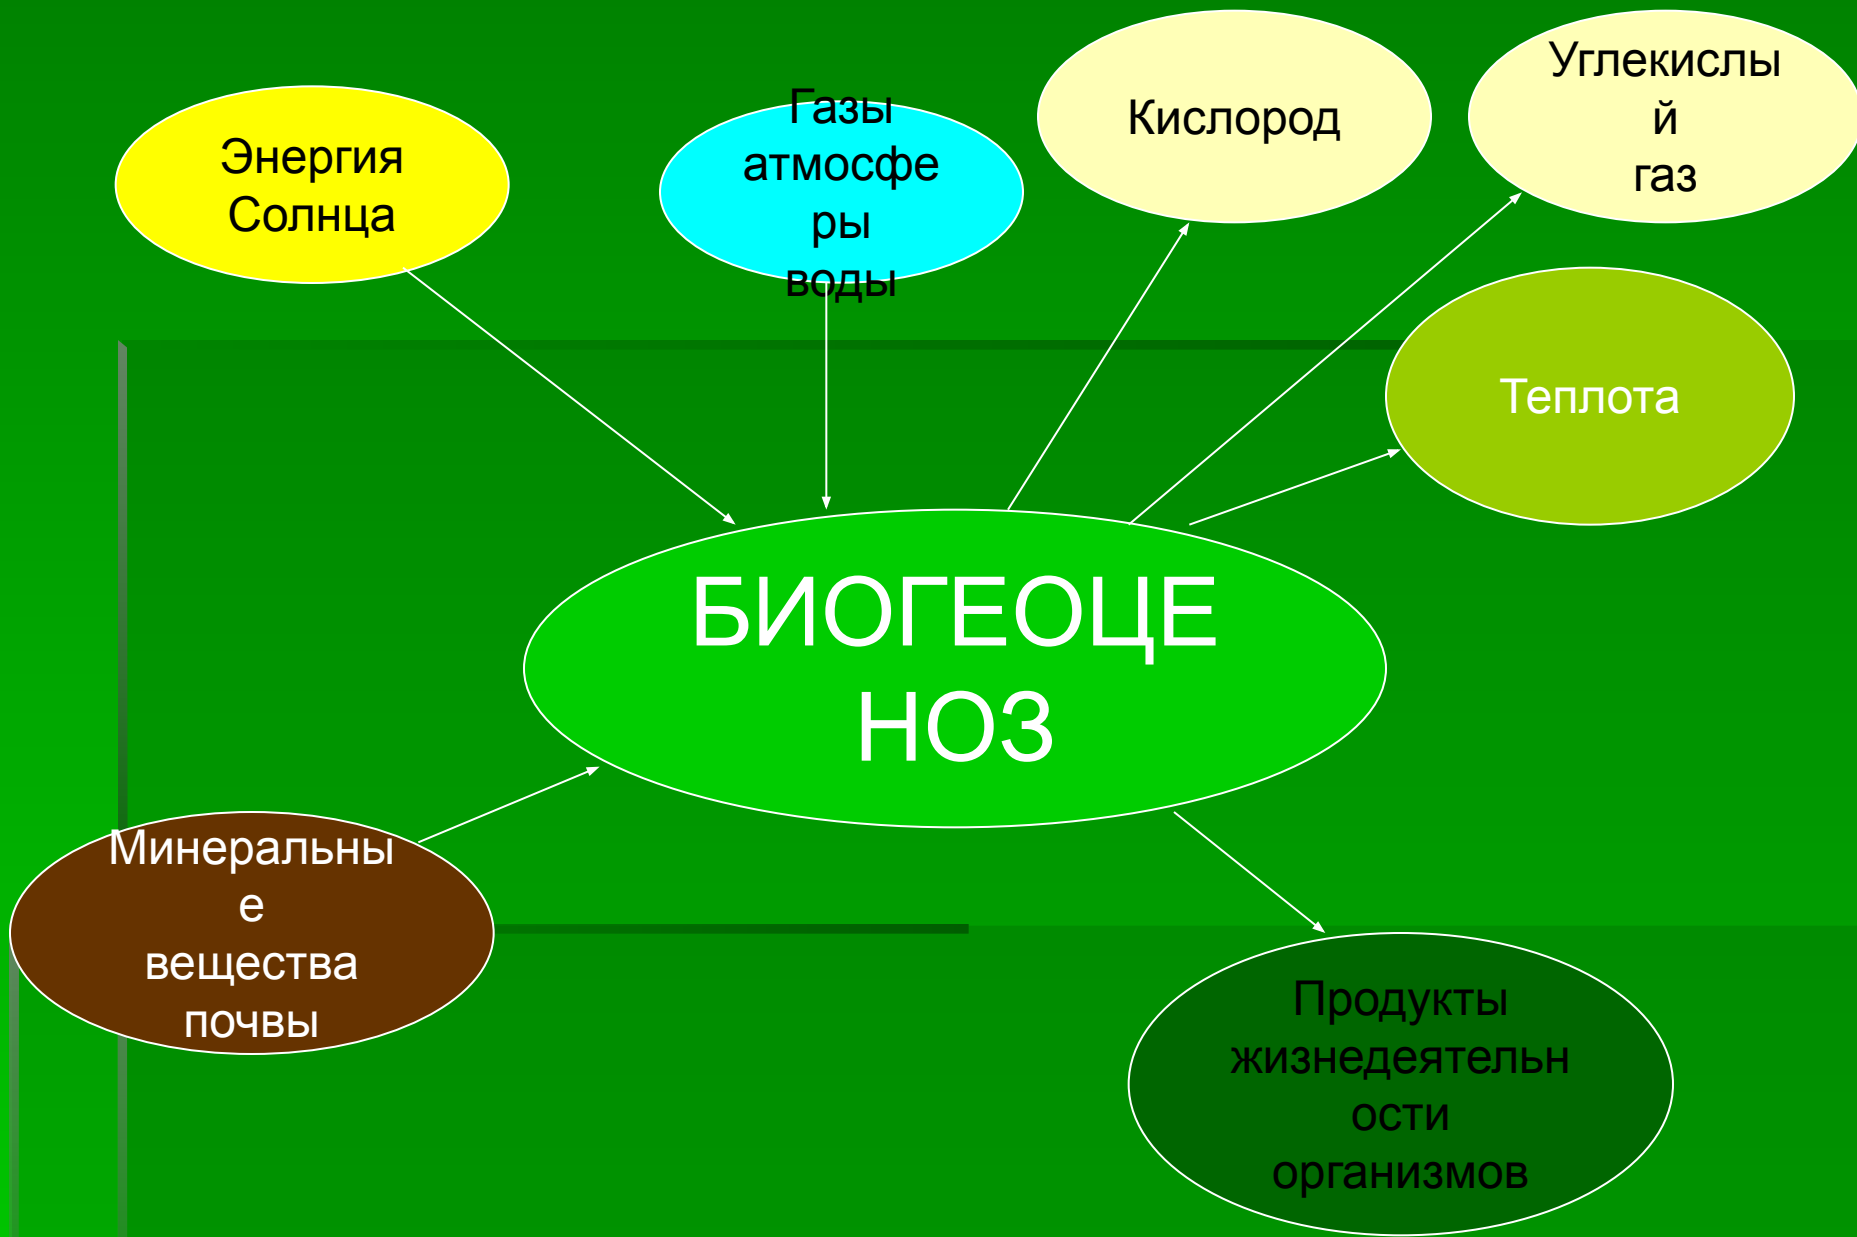 Энергия
Солнца
Газы
атмосфе
ры
воды
Кислород
Углекислы
й
газ
Теплота
БИОГЕОЦЕ
НОЗ
Минеральны
е
вещества
почвы
Продукты
жизнедеятельн
ости
организмов